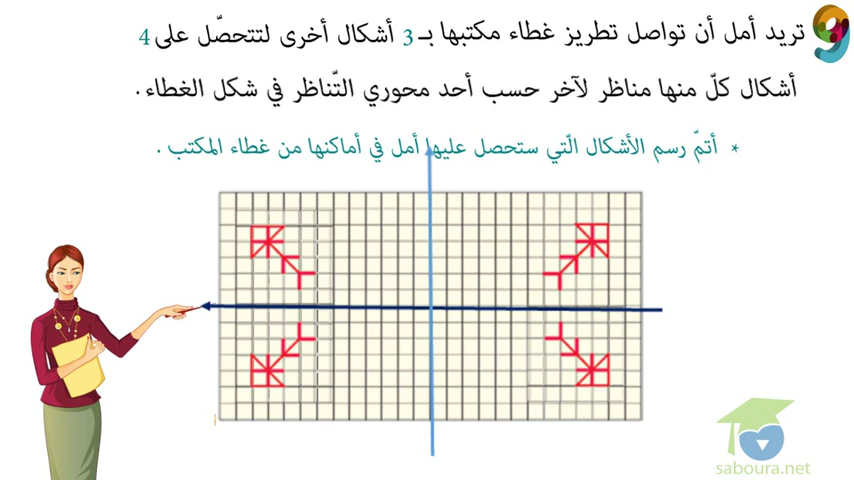 9
تريد أمل أن تواصل تطريز غطاء مكتبها بـ 3 أشكال أخرى لتتحصّل على 4
أشكال كلّ منها مناظر لآخر حسب أحد محوري التّناظر في شكل الغطاء .
* أتمّ رسم الأشكال الّتي ستحصل عليها أمل في أماكنها من غطاء المكتب .
saboura.net